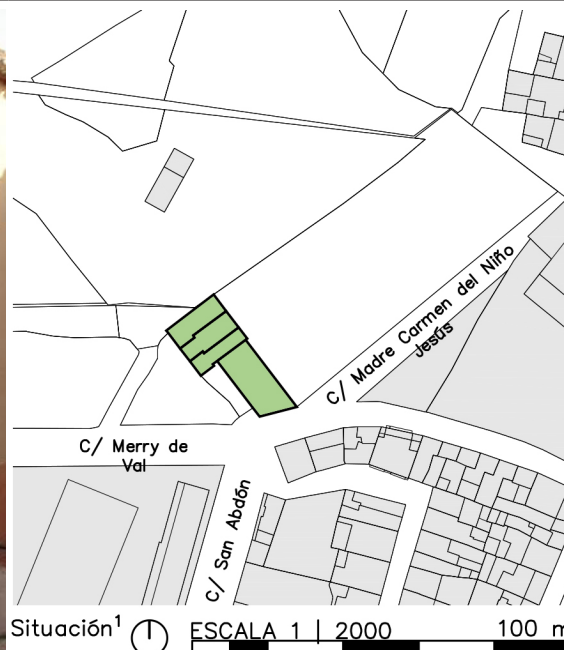 C/ Madre Carmen del Niño
Jesús
C/ Merry de
Val
C/ San Abdón
Situación¹ ESCALA 1 | 2000 100 m